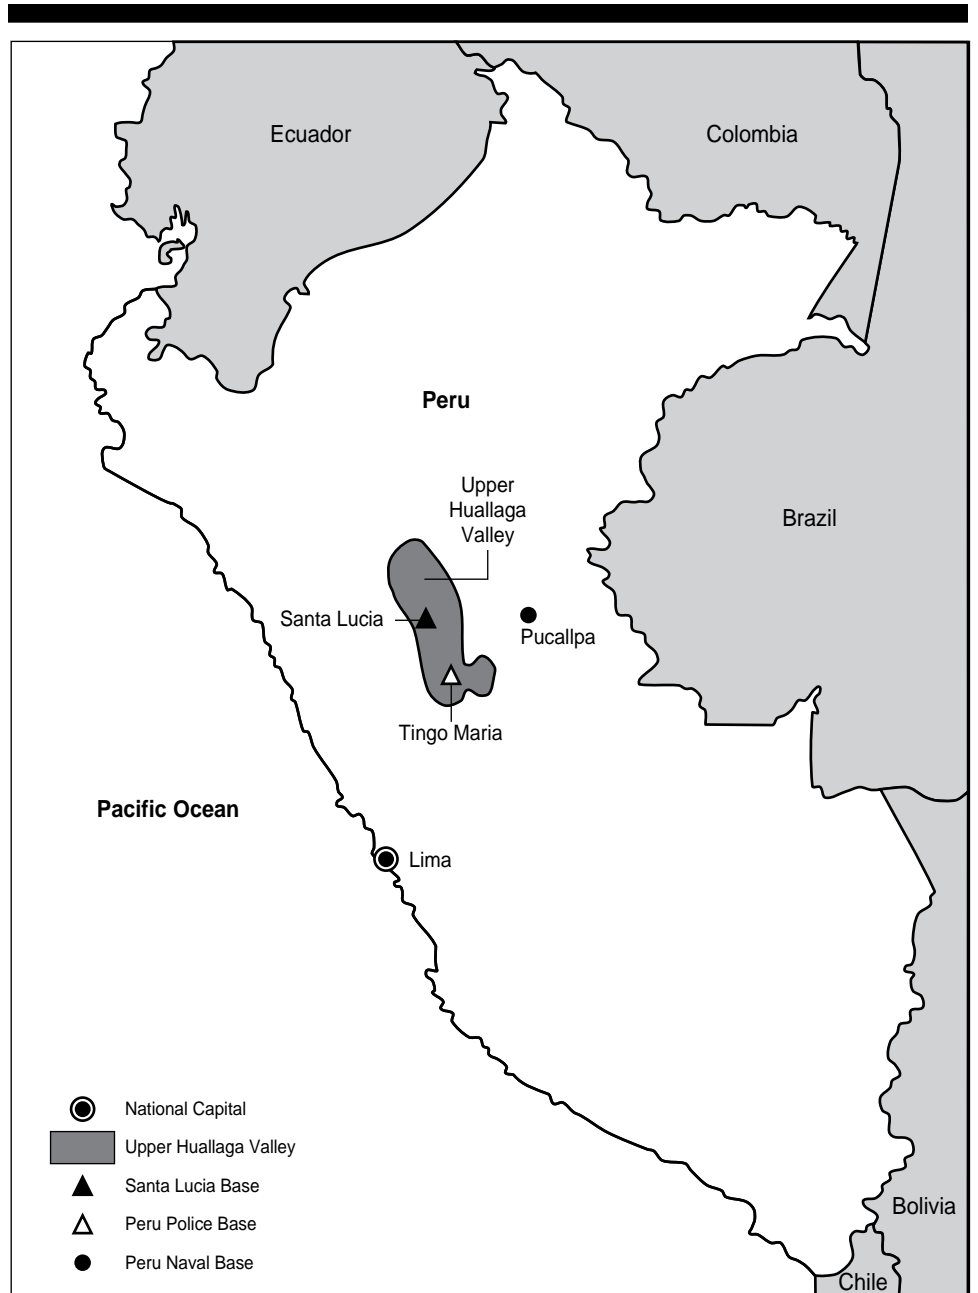 Ecuador
Colombia
Peru
Upper
Huallaga
Valley
Brazil
Santa Lucia
Pucallpa
Tingo Maria
Pacific Ocean
Lima
National Capital
Upper Huallaga Valley
Santa Lucia Base
Peru Police Base
Peru Naval Base
Bolivia
Chile